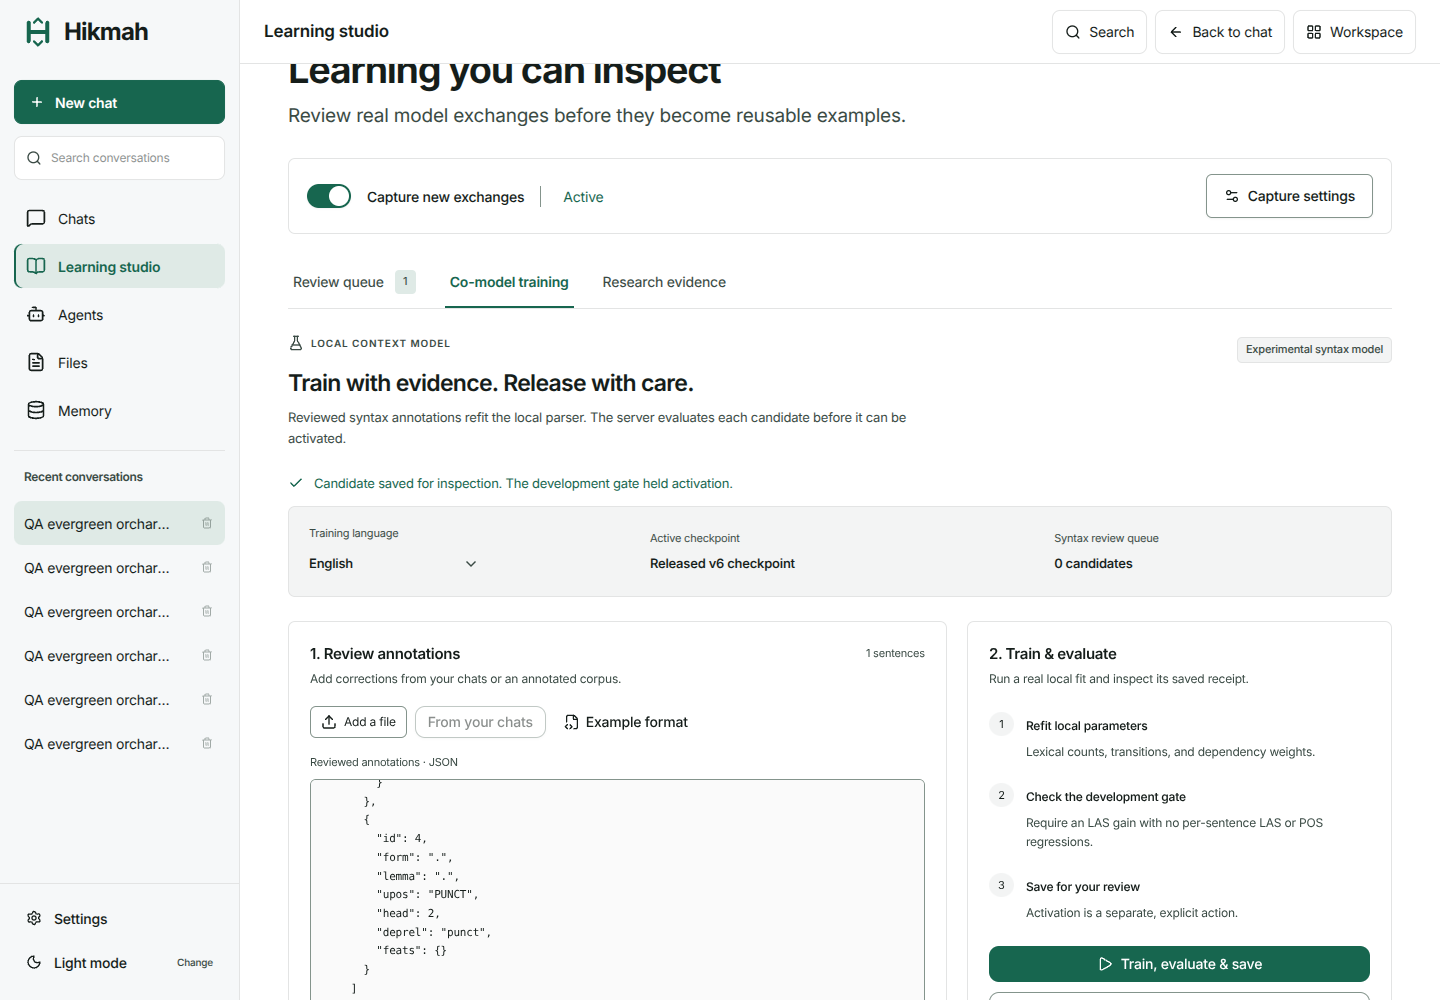 Hikmah
Learning studio
Search
Back to chat
Workspace
New chat
Search conversations
Chats
Learning studio
Agents
Files
Memory
Recent conversations
QA evergreen orchar...
QA evergreen orchar...
QA evergreen orchar...
QA evergreen orchar...
QA evergreen orchar...
QA evergreen orchar...
Settings
Light mode
Change
Learning you can inspect
Review real model exchanges before they become reusable examples.
Capture new exchanges
Active
Capture settings
Review queue
1
Co-model training
Research evidence
LOCAL CONTEXT MODEL
Experimental syntax model
Train with evidence. Release with care.
Reviewed syntax annotations refit the local parser. The server evaluates each candidate before it can be
activated.
Candidate saved for inspection. The development gate held activation.
Training language
English
Active checkpoint
Released v6 checkpoint
Syntax review queue
0 candidates
1. Review annotations
1 sentences
Add corrections from your chats or an annotated corpus.
Add a file
From your chats
Example format
Reviewed annotations · JSON
}
},
{
"id": 4,
"form": ".",
"lemma": ".",
"upos": "PUNCT",
"head": 2,
"deprel": "punct",
"feats": {}
}
]
2. Train & evaluate
Run a real local fit and inspect its saved receipt.
1
Refit local parameters
Lexical counts, transitions, and dependency weights.
2
Check the development gate
Require an LAS gain with no per-sentence LAS or POS
regressions.
3
Save for your review
Activation is a separate, explicit action.
Train, evaluate & save